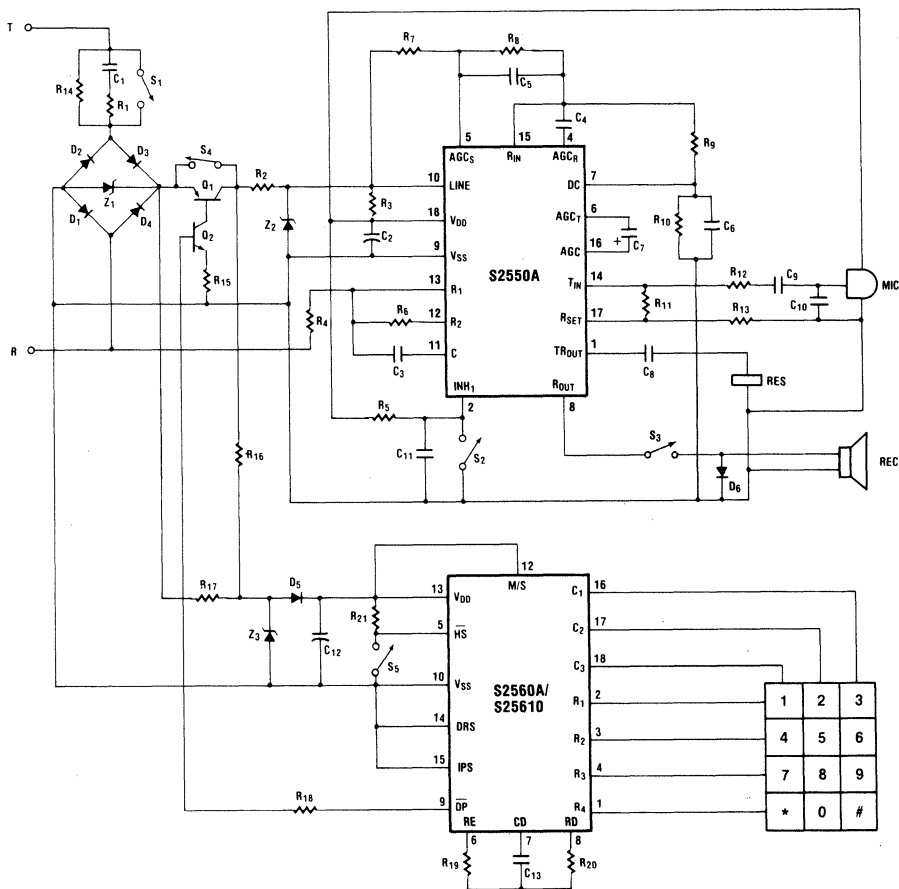 T
R14
C1
R1
S1
D2
D3
Z1
D1
D4
S4
Q1
Q2
R15
R
R2
Z2
R3
C2
R4
R6
C3
R5
C11
S2
R7
R8
C5
C4
R9
R10
C6
C7
+
R12
C9
MIC
R11
C10
R13
C8
RES
S3
D6
REC
5
15
4
AGCS
RIN
AGCR
10 LINE
18 VDD
9 VSS
13 R1
12 R2
11 C
INH1
2
S2550A
DC 7
AGCT 6
AGC 16
TIN 14
RSET 17
TROUT 1
ROUT
8
R16
R17
D5
Z3
C12
R21
S5
R18
12
M/S
13 VDD
5 HS
10 VSS
14 DRS
15 IPS
9 DP
S2560A/
S25610
C1 16
C2 17
C3 18
R1 2
R2 3
R3 4
R4 1
RE CD RD
6 7 8
R19
C13
R20
1 2 3
4 5 6
7 8 9
* 0 #